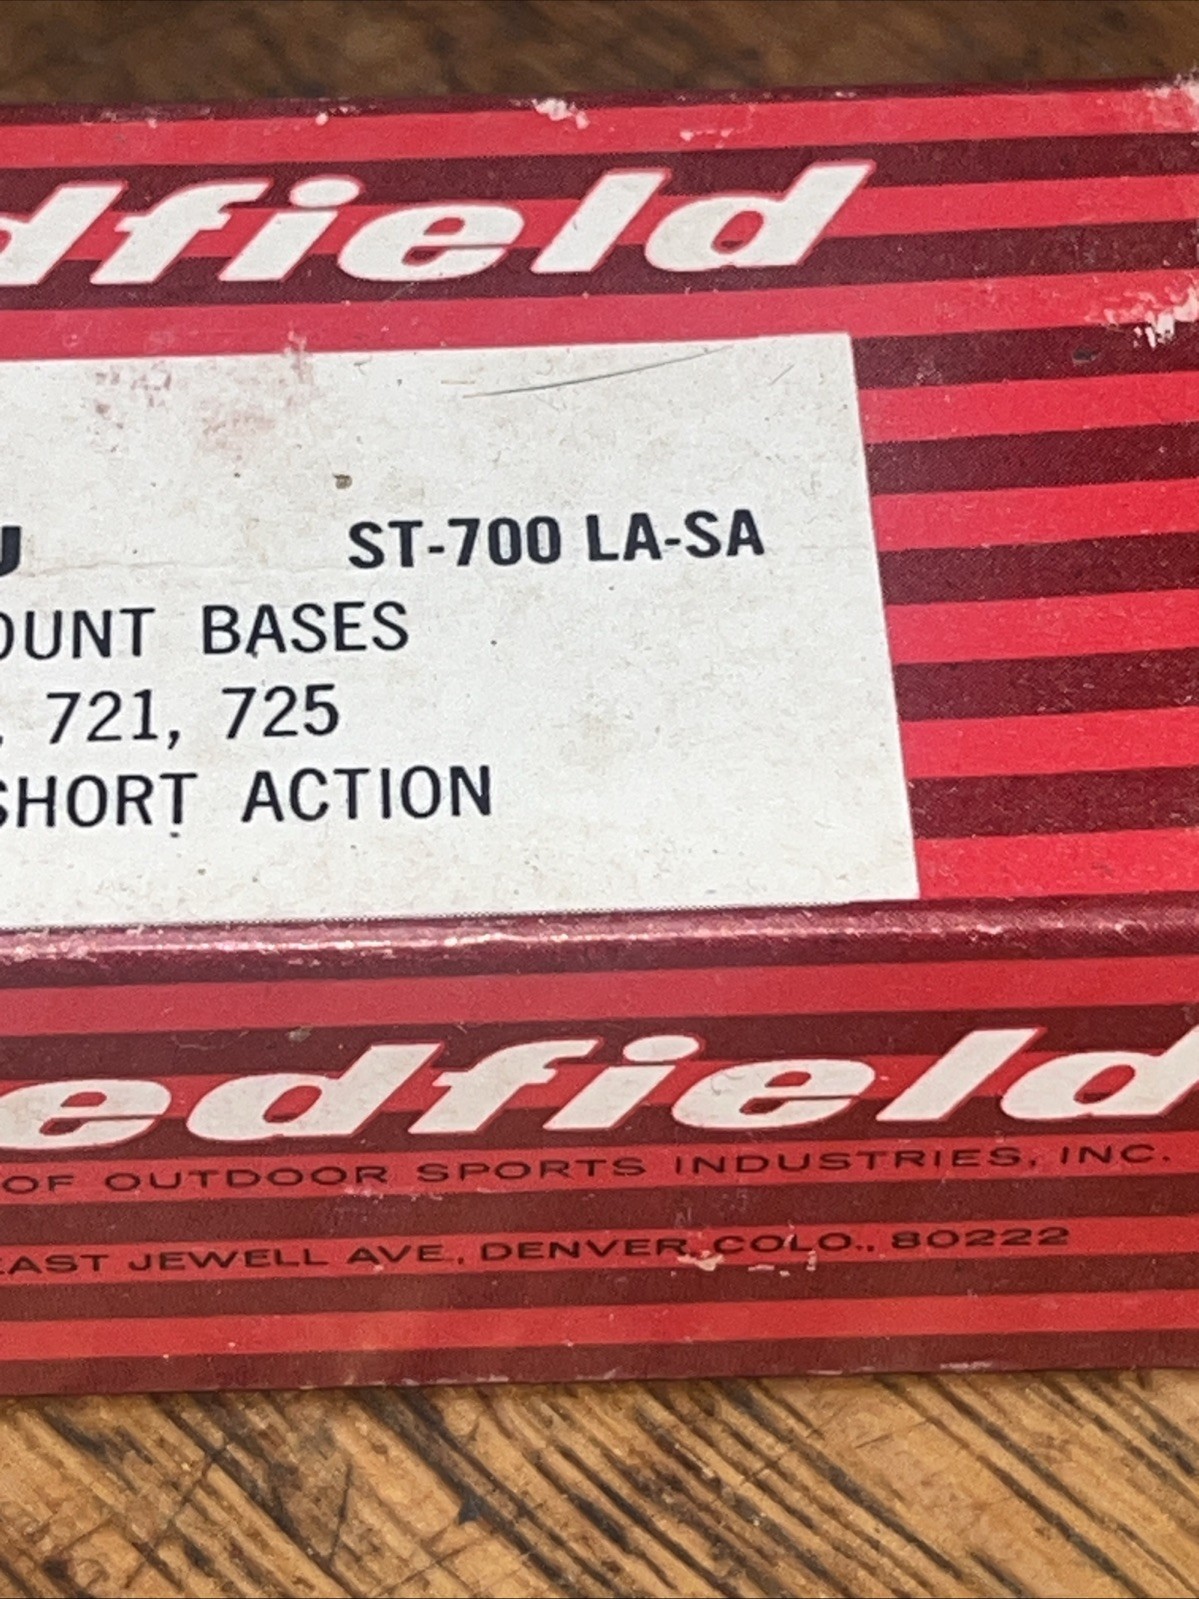 dfield
U ST-700 LA-SA
OUNT BASES
, 721, 725
SHORT ACTION
edfield
OF OUTDOOR SPORTS INDUSTRIES, INC.
EAST JEWELL AVE., DENVER, COLO., 80222